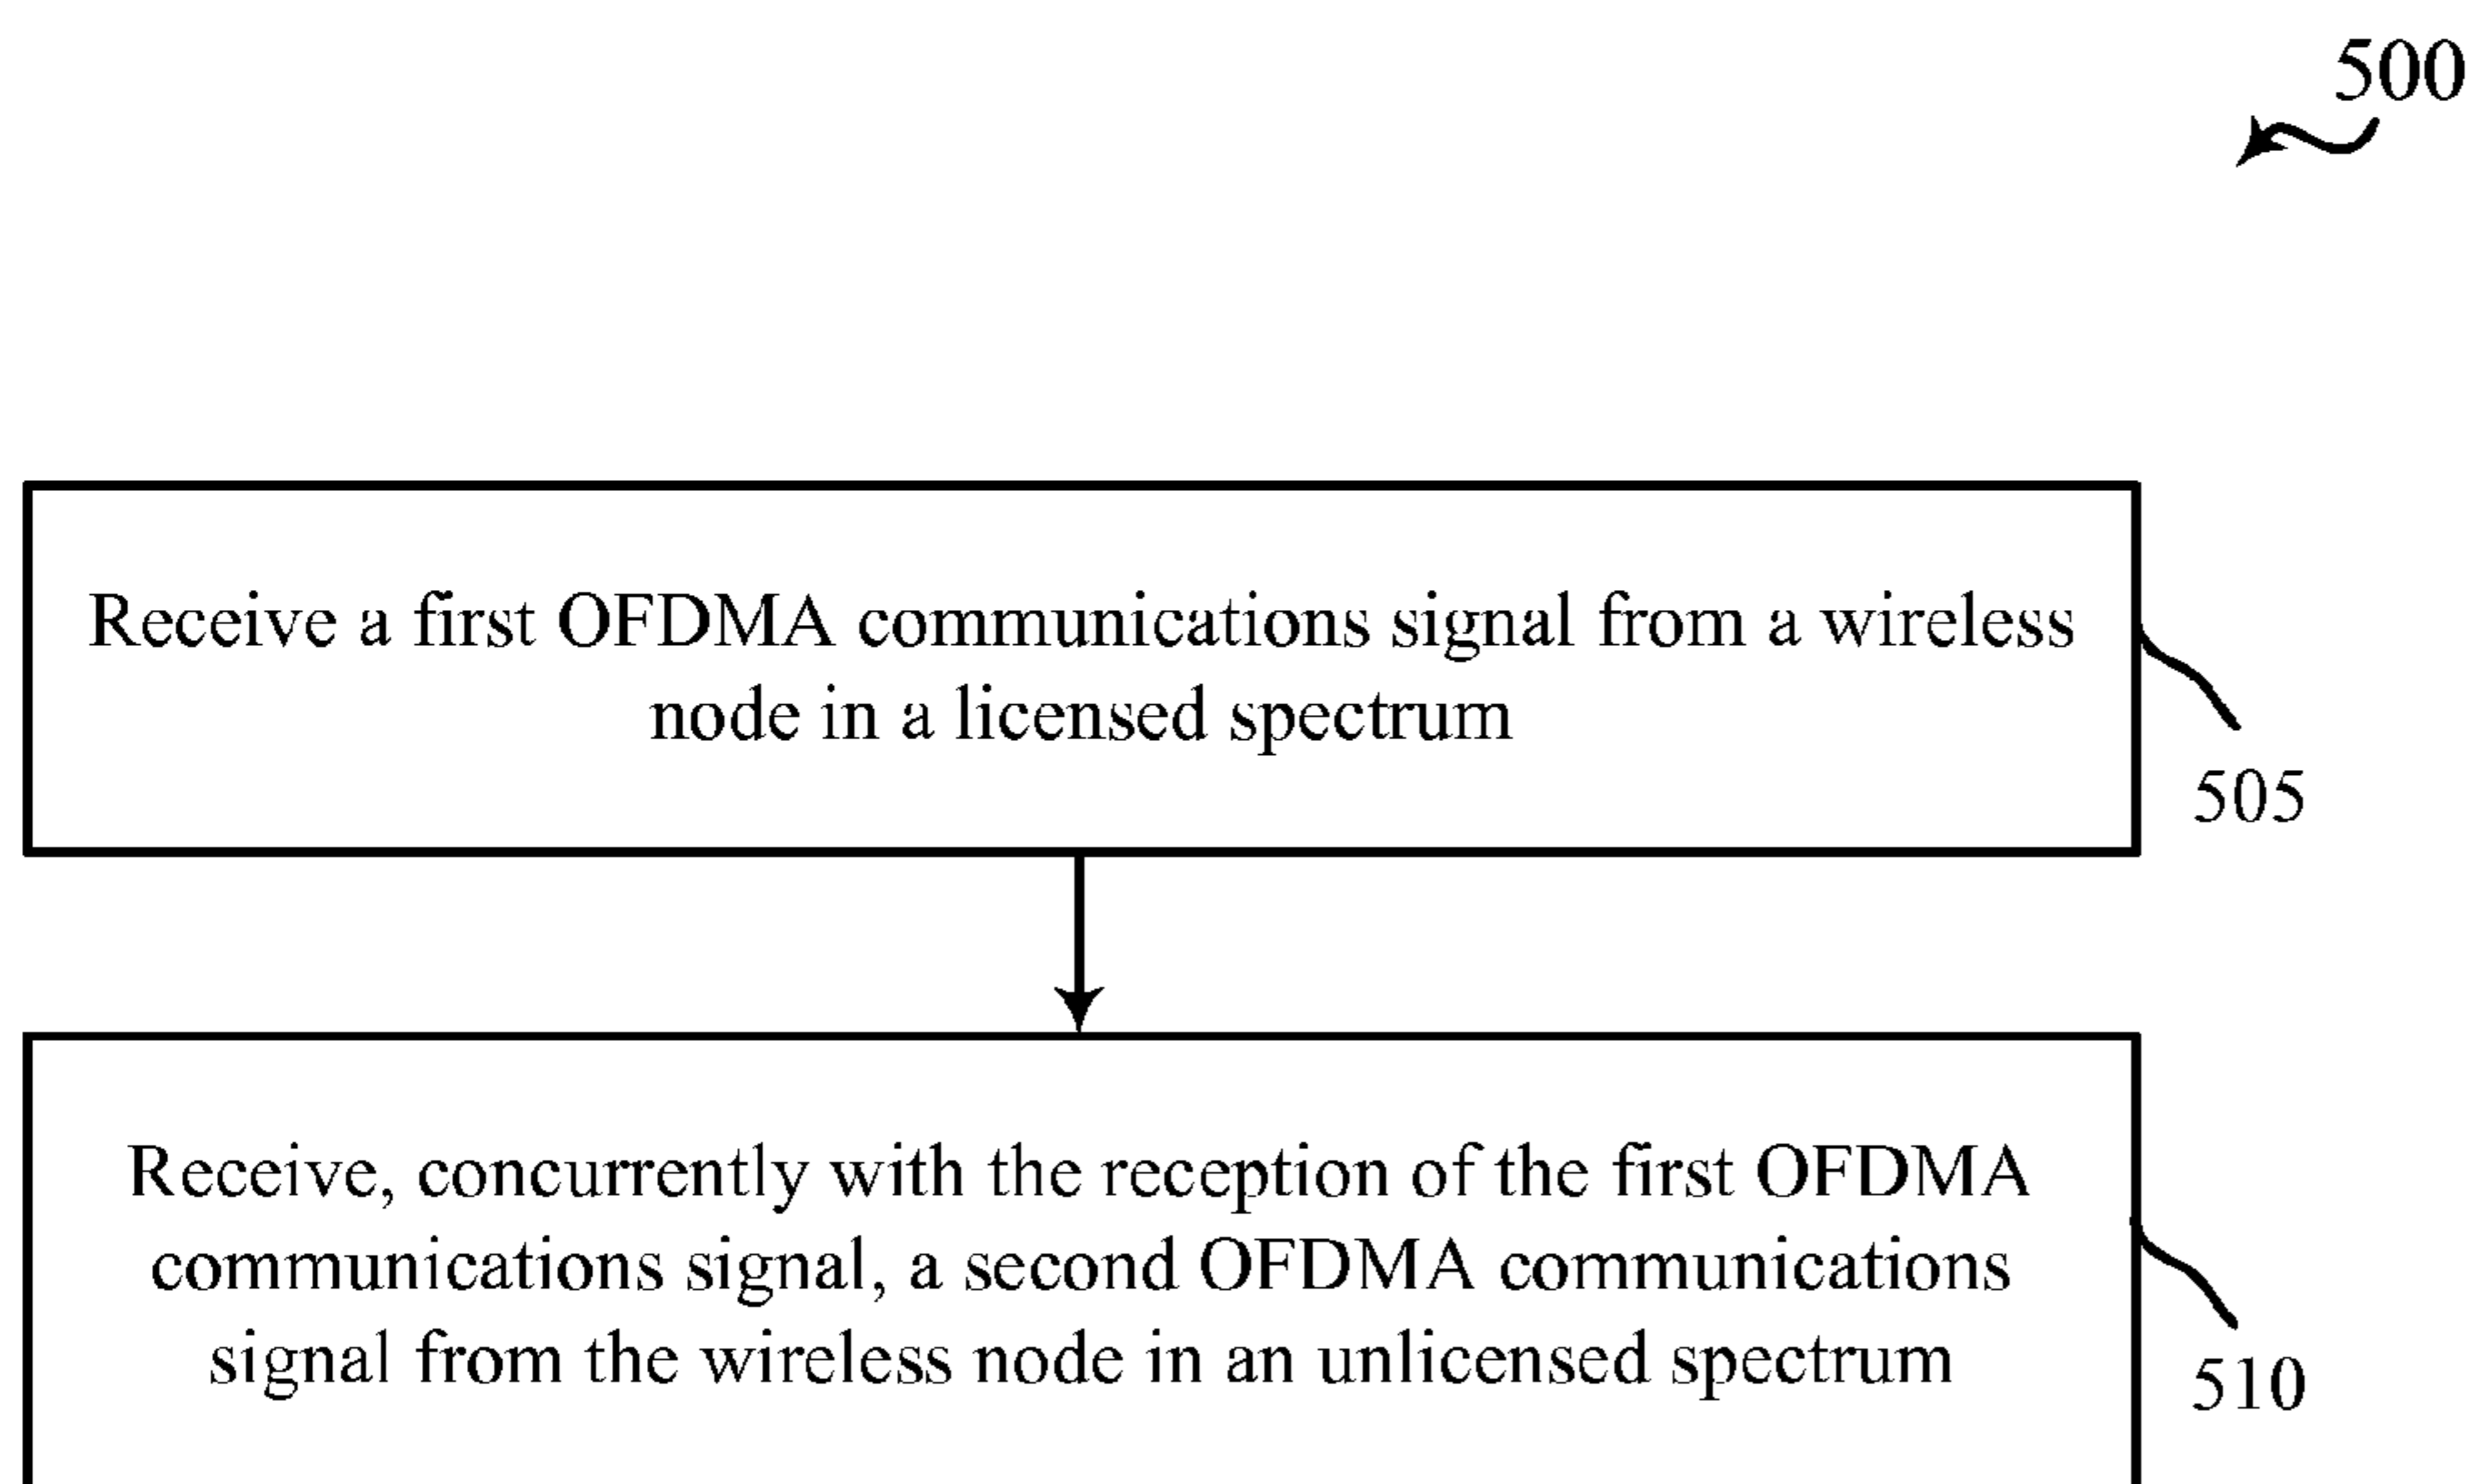 500
Receive a first OFDMA communications signal from a wireless
node in a licensed spectrum
505
Receive, concurrently with the reception of the first OFDMA
communications signal, a second OFDMA communications
signal from the wireless node in an unlicensed spectrum
510